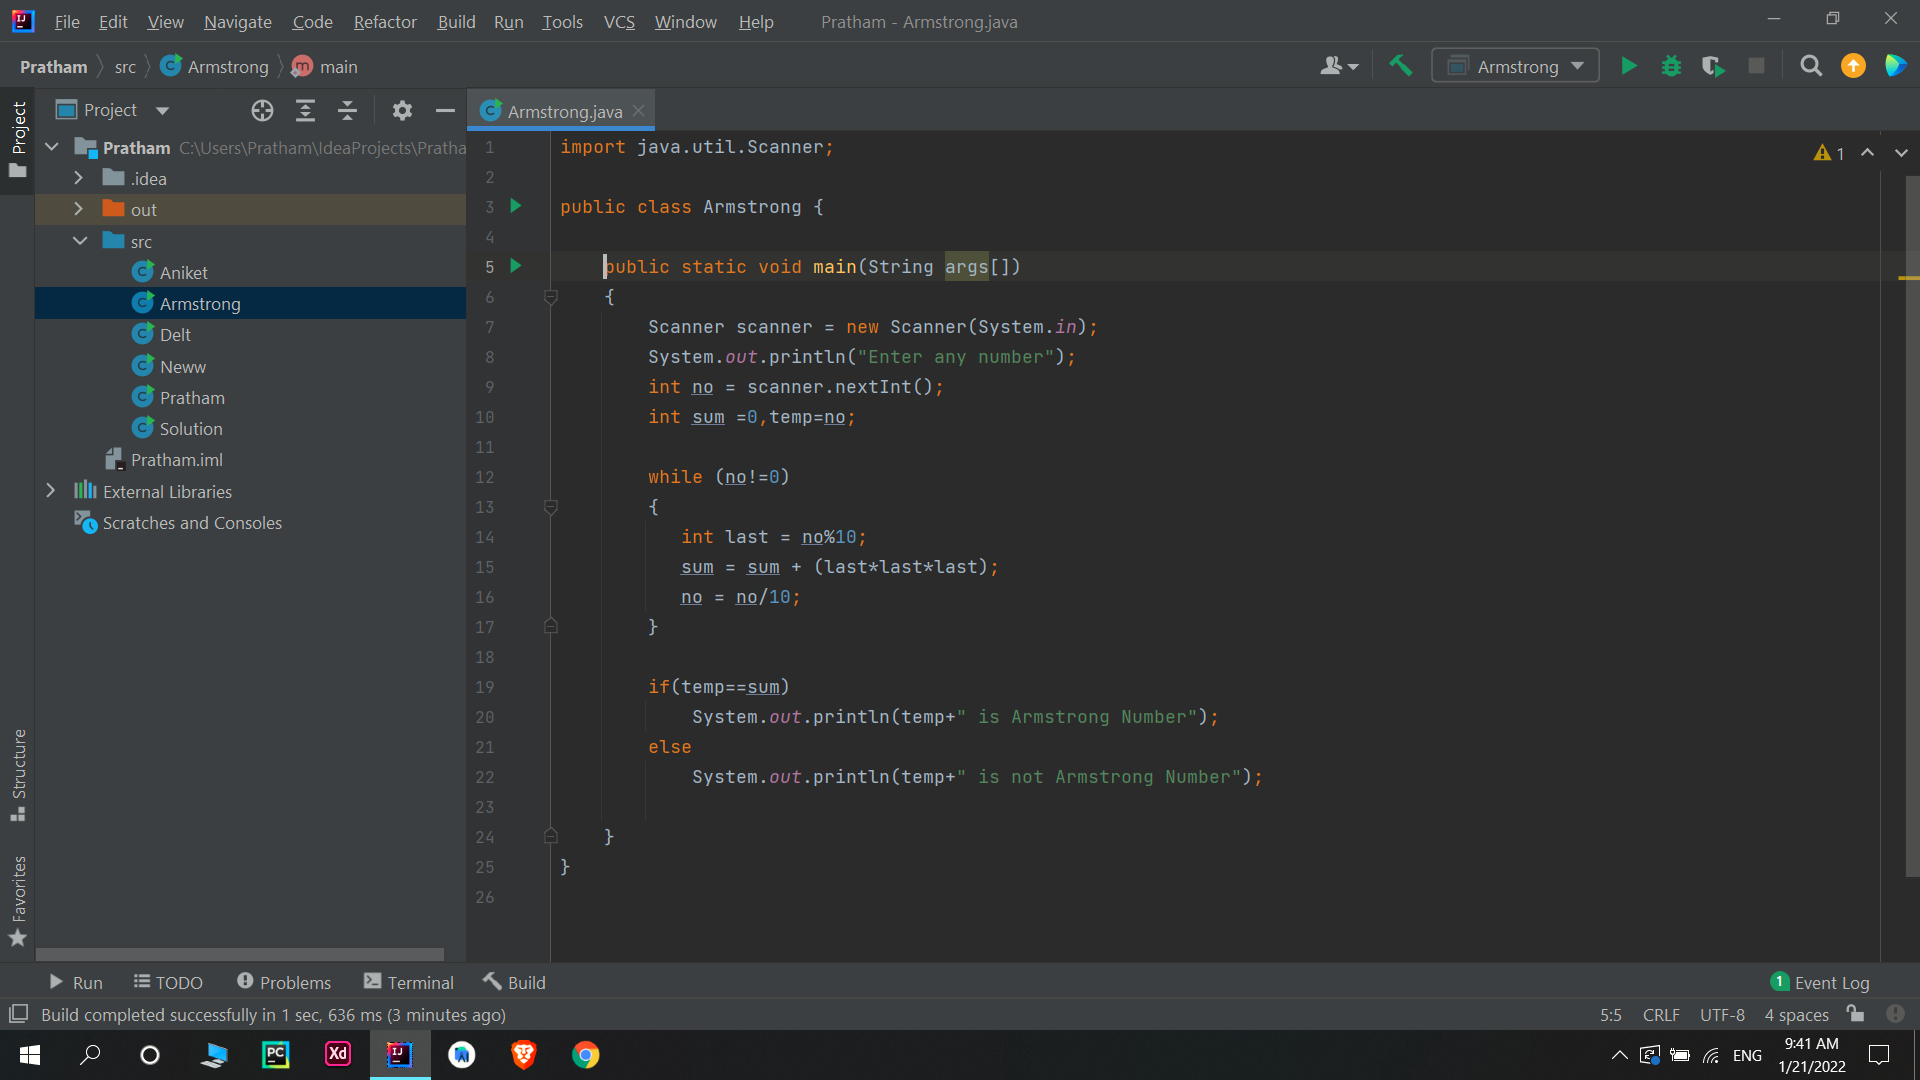 File Edit View Navigate Code Refactor Build Run Tools VCS Window Help Pratham - Armstrong.java
Pratham src Armstrong main Armstrong
Project
Project
Armstrong.java
Pratham C:\Users\Pratham\IdeaProjects\Pratha
.idea
out
src
Aniket
Armstrong
Delt
Neww
Pratham
Solution
Pratham.iml
External Libraries
Scratches and Consoles
Structure
Favorites
1 import java.util.Scanner;
1
2
3 public class Armstrong {
4
5 public static void main(String args[])
6 {
7 Scanner scanner = new Scanner(System.in);
8 System.out.println("Enter any number");
9 int no = scanner.nextInt();
10 int sum =0,temp=no;
11
12 while (no!=0)
13 {
14 int last = no%10;
15 sum = sum + (last*last*last);
16 no = no/10;
17 }
18
19 if(temp==sum)
20 System.out.println(temp+" is Armstrong Number");
21 else
22 System.out.println(temp+" is not Armstrong Number");
23
24 }
25 }
26
Run TODO Problems Terminal Build 1 Event Log
Build completed successfully in 1 sec, 636 ms (3 minutes ago) 5:5 CRLF UTF-8 4 spaces
PC Xd IJ ENG 9:41 AM
1/21/2022